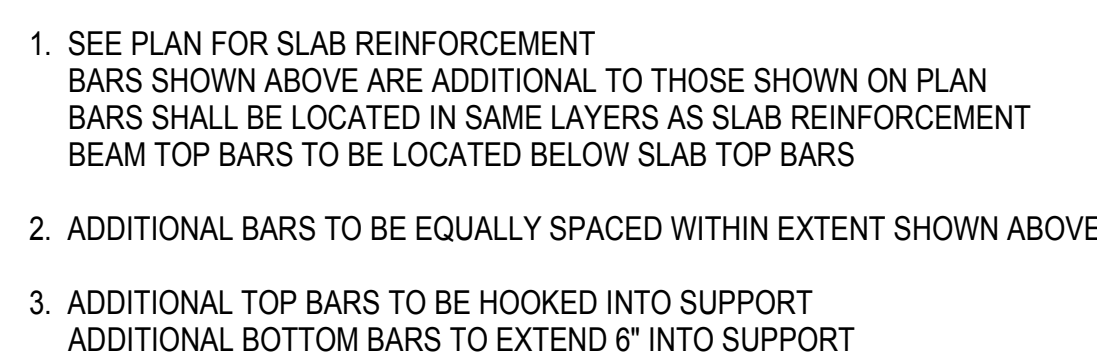 1. SEE PLAN FOR SLAB REINFORCEMENT
BARS SHOWN ABOVE ARE ADDITIONAL TO THOSE SHOWN ON PLAN
BARS SHALL BE LOCATED IN SAME LAYERS AS SLAB REINFORCEMENT
BEAM TOP BARS TO BE LOCATED BELOW SLAB TOP BARS
2. ADDITIONAL BARS TO BE EQUALLY SPACED WITHIN EXTENT SHOWN ABOVE
3. ADDITIONAL TOP BARS TO BE HOOKED INTO SUPPORT
ADDITIONAL BOTTOM BARS TO EXTEND 6" INTO SUPPORT